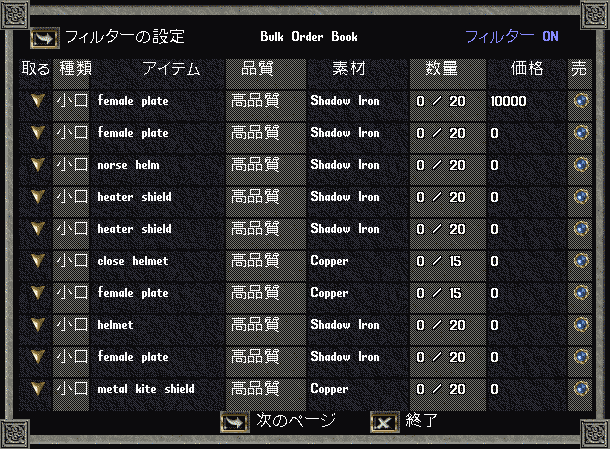 フィルターの設定 Bulk Order Book フィルター ON
取る 種類 アイテム 品質 素材 数量 価格 売
小口 female plate 高品質 Shadow Iron 0 / 20 10000
小口 female plate 高品質 Shadow Iron 0 / 20 0
小口 norse helm 高品質 Shadow Iron 0 / 20 0
小口 heater shield 高品質 Shadow Iron 0 / 20 0
小口 heater shield 高品質 Shadow Iron 0 / 20 0
小口 close helmet 高品質 Copper 0 / 15 0
小口 female plate 高品質 Copper 0 / 15 0
小口 helmet 高品質 Shadow Iron 0 / 20 0
小口 female plate 高品質 Shadow Iron 0 / 20 0
小口 metal kite shield 高品質 Copper 0 / 20 0
次のページ 終了